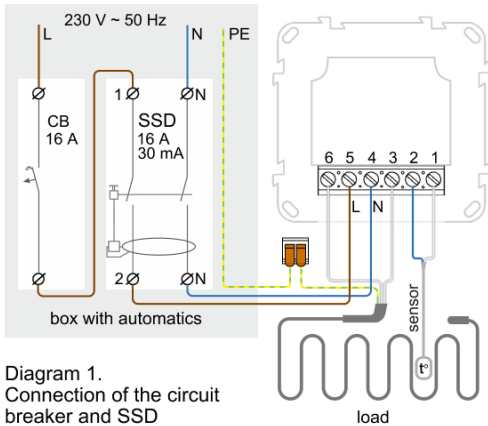 230 V ~ 50 Hz
L
N
PE
CB
16 A
1
N
SSD
16 A
30 mA
2
N
box with automatics
6 5 4 3 2 1
L N
sensor
t°
load
Diagram 1.
Connection of the circuit
breaker and SSD